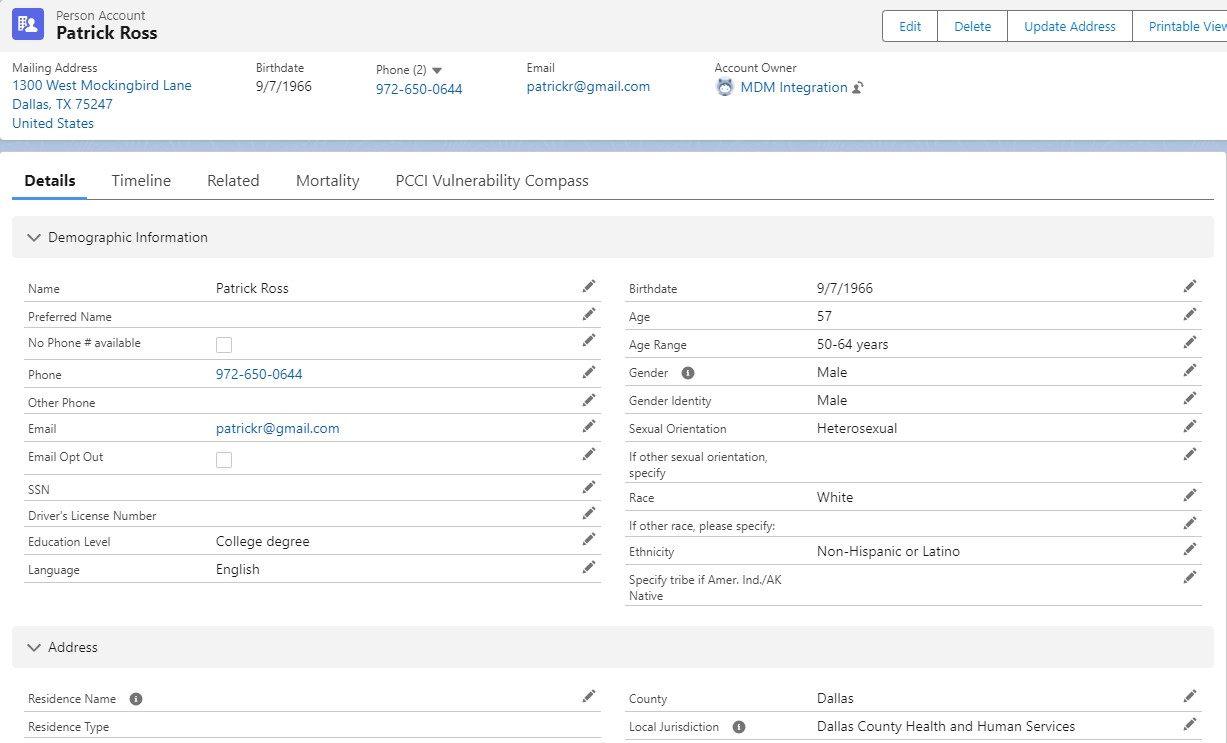 Person Account
Patrick Ross
Edit
Delete
Update Address
Printable View
Mailing Address
1300 West Mockingbird Lane
Dallas, TX 75247
United States
Birthdate
9/7/1966
Phone (2)
972-650-0644
Email
patrickr@gmail.com
Account Owner
MDM Integration
Details
Timeline
Related
Mortality
PCCI Vulnerability Compass
Demographic Information
Name
Patrick Ross
Preferred Name
No Phone # available
Phone
972-650-0644
Other Phone
Email
patrickr@gmail.com
Email Opt Out
SSN
Driver's License Number
Education Level
College degree
Language
English
Birthdate
9/7/1966
Age
57
Age Range
50-64 years
Gender
Male
Gender Identity
Male
Sexual Orientation
Heterosexual
If other sexual orientation,
specify
Race
White
If other race, please specify:
Ethnicity
Non-Hispanic or Latino
Specify tribe if Amer. Ind./AK
Native
Address
Residence Name
Residence Type
County
Dallas
Local Jurisdiction
Dallas County Health and Human Services